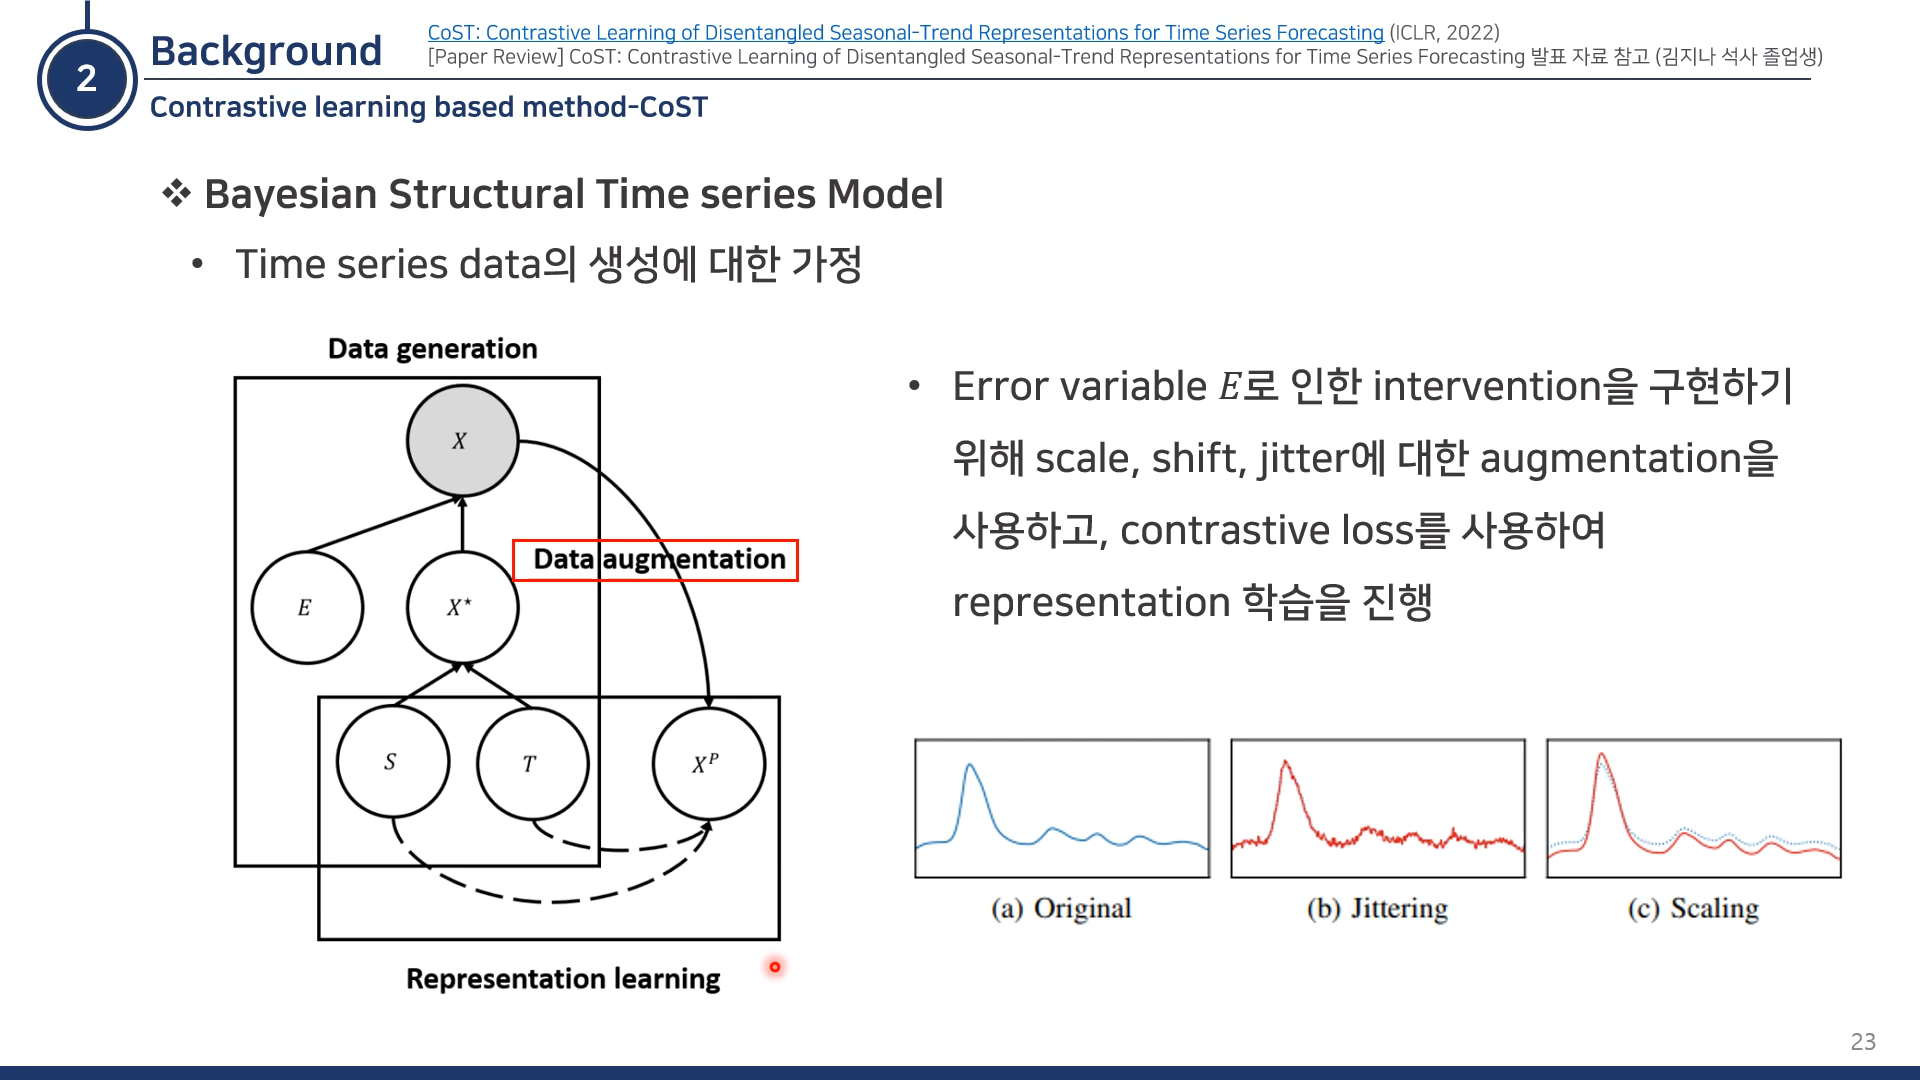 2
Background
CoST: Contrastive Learning of Disentangled Seasonal-Trend Representations for Time Series Forecasting (ICLR, 2022)
[Paper Review] CoST: Contrastive Learning of Disentangled Seasonal-Trend Representations for Time Series Forecasting 발표 자료 참고 (김지나 석사 졸업생)
Contrastive learning based method-CoST
❖ Bayesian Structural Time series Model
• Time series data의 생성에 대한 가정
Data generation
X
Data augmentation
E
X⋆
S
T
Xᴾ
Representation learning
• Error variable E로 인한 intervention을 구현하기
위해 scale, shift, jitter에 대한 augmentation을
사용하고, contrastive loss를 사용하여
representation 학습을 진행
(a) Original
(b) Jittering
(c) Scaling
23